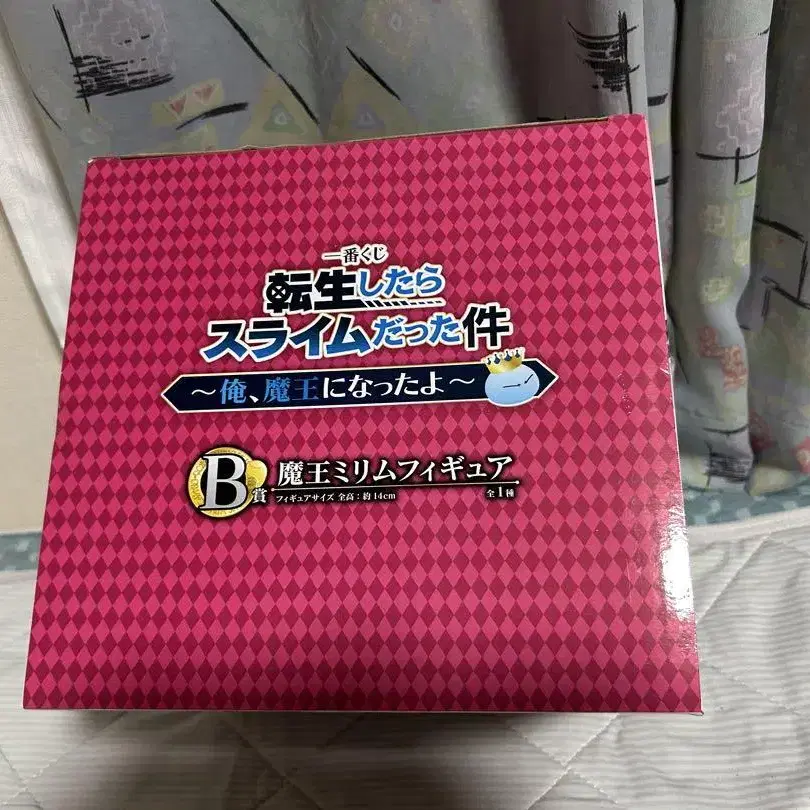 一番くじ
転生したら
スライムだった件
～俺、魔王になったよ～
B賞 魔王ミリムフィギュア
フィギュアサイズ 全高：約14cm 全1種